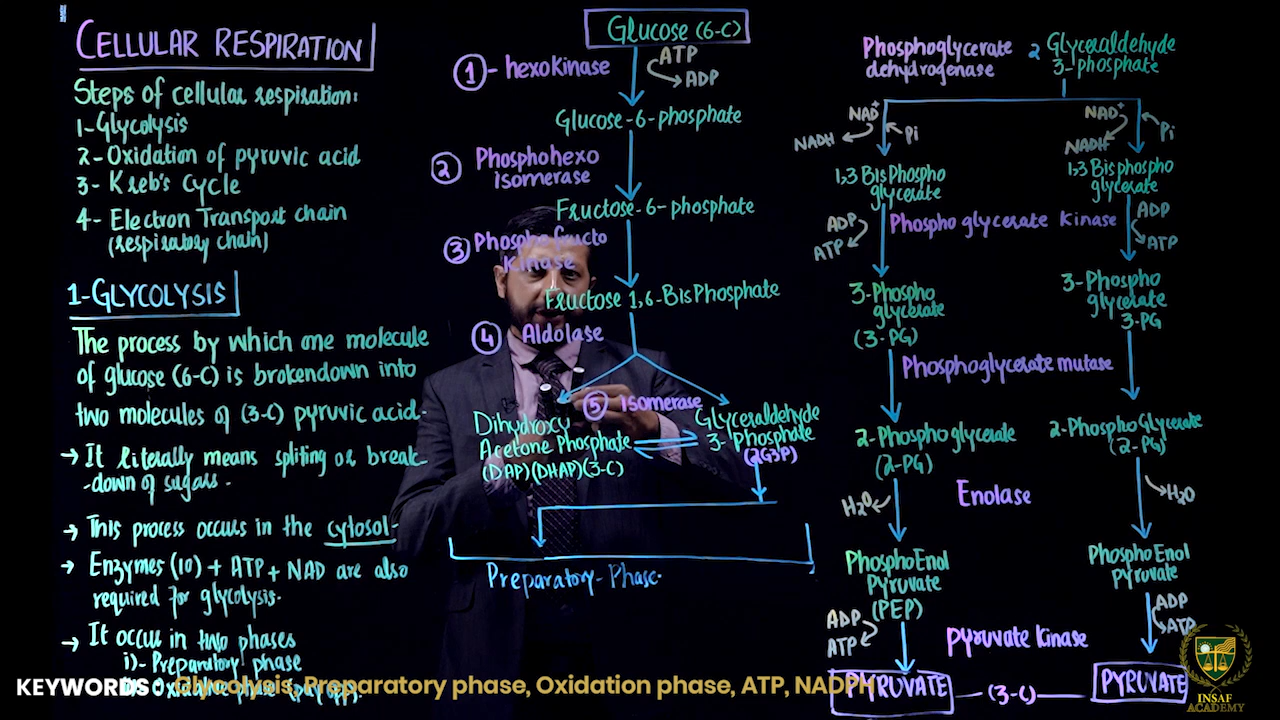 CELLULAR RESPIRATION
Steps of cellular respiration:
1-Glycolysis
2-Oxidation of pyruvic acid
3- Kreb's Cycle
4- Electron Transport chain
(respiratory chain)
1-GLYCOLYSIS
The process by which one molecule
of glucose (6-C) is brokendown into
two molecules of (3-C) pyruvic acid.
→ It literally means spliting or break
-down of sugars.
→ This process occurs in the cytosol-
→ Enzymes (10) + ATP + NAD are also
required for glycolysis.
→ It occur in two phases
i)- Preparatory phase
Glucose (6-C)
①- hexoKinase
ATP
ADP
Glucose-6-phosphate
② Phosphohexo
Isomerase
Fructose-6-phosphate
③ Phosphofructo
Kinase
Fructose 1,6-BisPhosphate
④ Aldolase
⑤ Isomerase
Dihydroxy
Acetone Phosphate
(DAP)(DHAP)(3-C)
Glyceraldehyde
3-Phosphate
(2G3P)
Preparatory-Phase.
Phosphoglycerate
dehydrogenase
2 Glyceraldehyde
3-phosphate
NAD+
NADH
Pi
NAD+
NADH
Pi
1,3 BisPhospho
glycerate
1,3 Bisphospho
glycerate
ADP
ATP
Phospho glycerate Kinase
ADP
ATP
3-Phospho
glycerate
(3-PG)
3-Phospho
glycerate
3-PG
Phosphoglycerate mutase
2-Phospho glycerate
(2-PG)
2-PhosphoGlycerate
(2-PG)
H2O
Enolase
H2O
PhosphoEnol
Pyruvate
(PEP)
PhosphoEnol
Pyruvate
ADP
ATP
Pyruvate Kinase
ADP
ATP
PYRUVATE
(3-C)
PYRUVATE
KEYWORDS : Glycolysis, Preparatory phase, Oxidation phase, ATP, NADPH
INSAF
ACADEMY